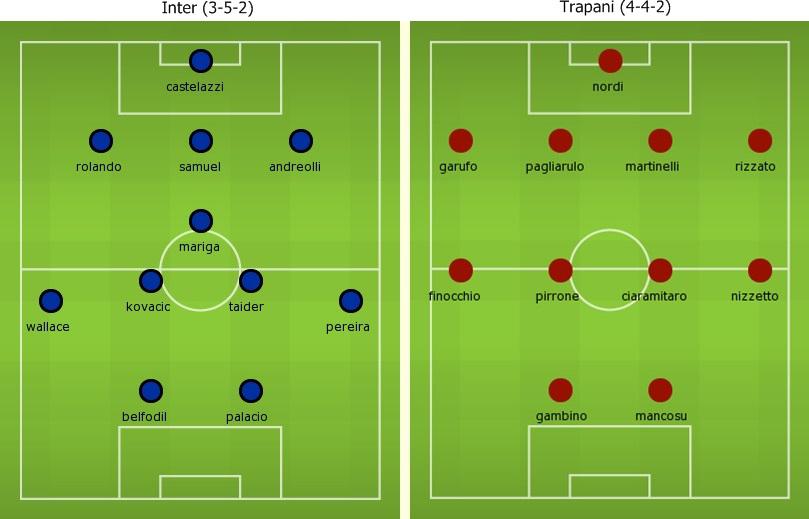 Inter (3-5-2)
castelazzi
rolando samuel andreolli
mariga
kovacic taider
wallace pereira
belfodil palacio
Trapani (4-4-2)
nordi
garufo pagliarulo martinelli rizzato
finocchio pirrone ciaramitaro nizzetto
gambino mancosu